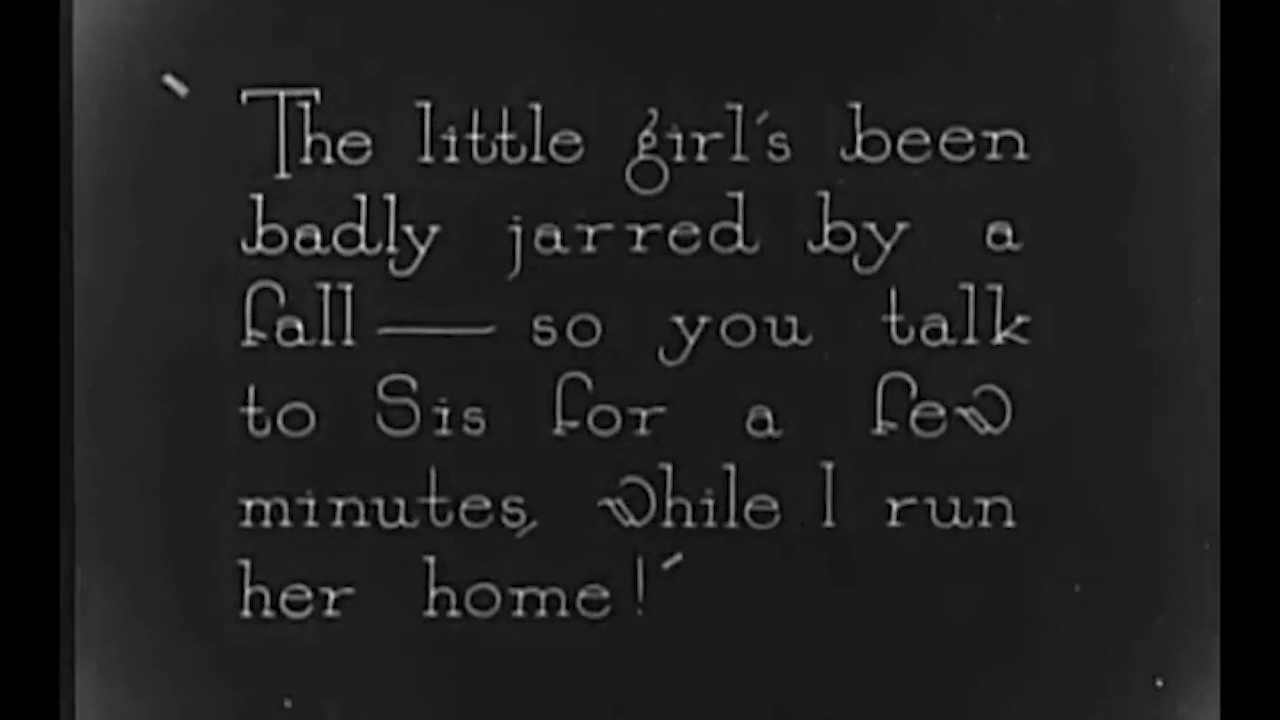 ‵The little girl's been
badly jarred by a
fall — so you talk
to Sis for a few
minutes, while I run
her home!′